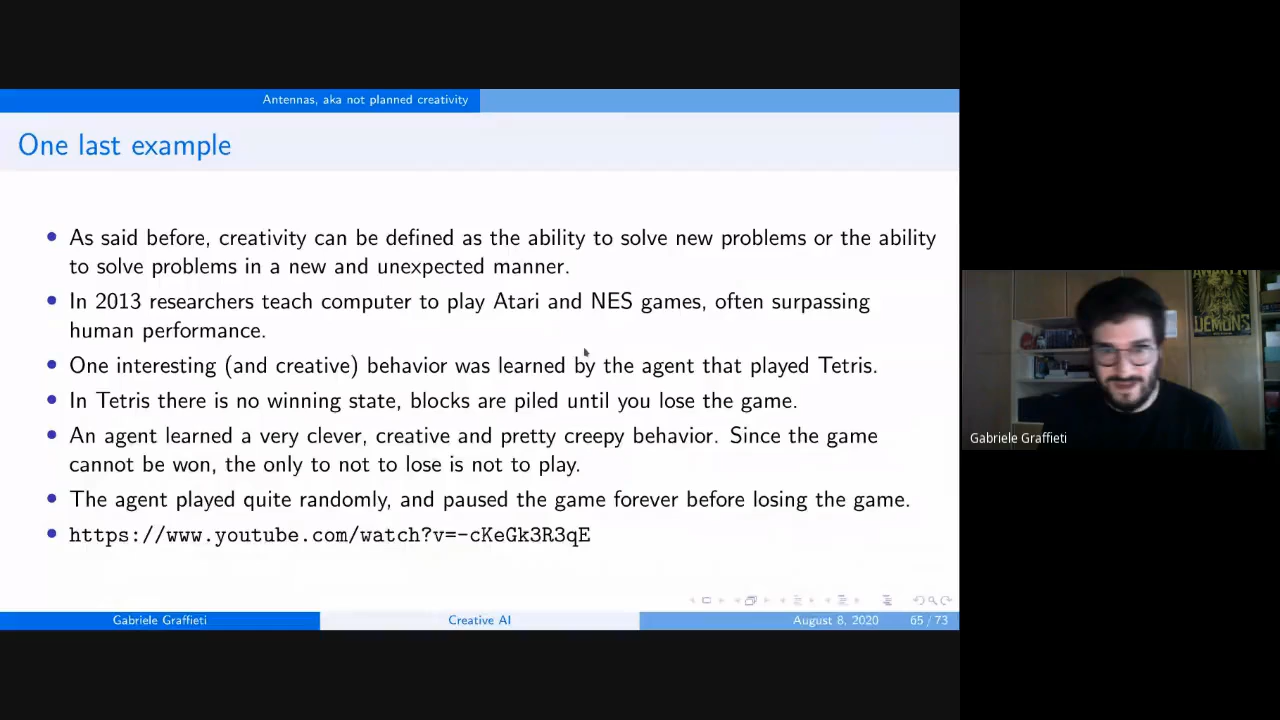 Antennas, aka not planned creativity
One last example
As said before, creativity can be defined as the ability to solve new problems or the ability
to solve problems in a new and unexpected manner.
In 2013 researchers teach computer to play Atari and NES games, often surpassing
human performance.
One interesting (and creative) behavior was learned by the agent that played Tetris.
In Tetris there is no winning state, blocks are piled until you lose the game.
An agent learned a very clever, creative and pretty creepy behavior. Since the game
cannot be won, the only to not to lose is not to play.
The agent played quite randomly, and paused the game forever before losing the game.
https://www.youtube.com/watch?v=-cKeGk3R3qE
Gabriele Graffieti
Creative AI
August 8, 2020
65 / 73
DEMONS
Gabriele Graffieti